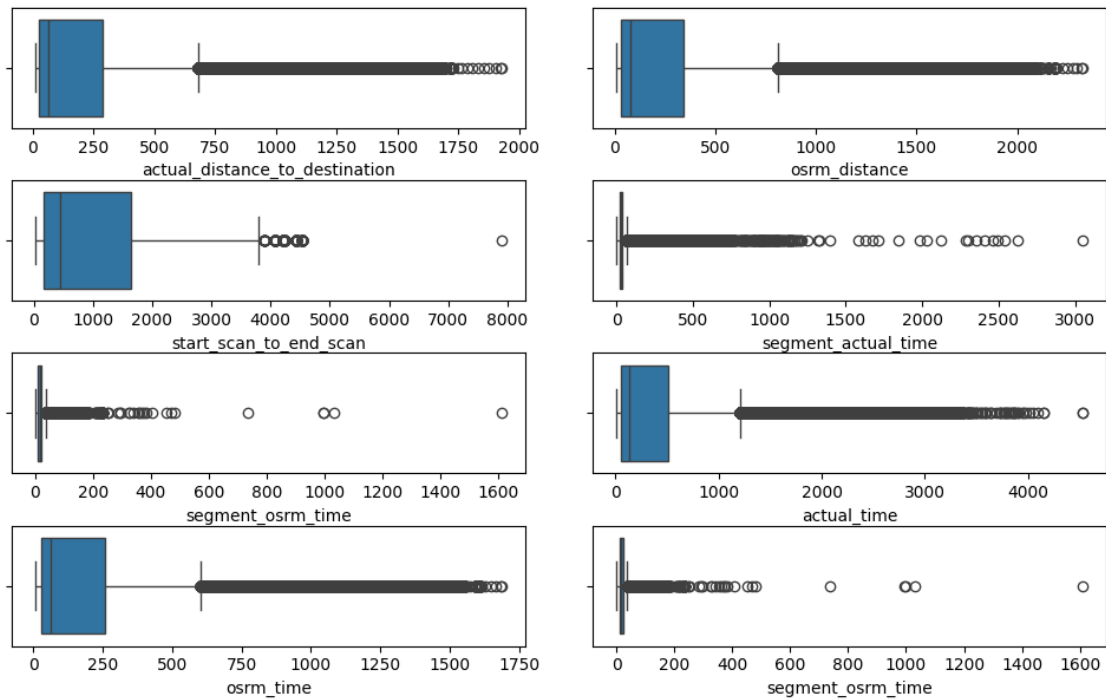 0 250 500 750 1000 1250 1500 1750 2000
actual_distance_to_destination
0 500 1000 1500 2000
osrm_distance
0 1000 2000 3000 4000 5000 6000 7000 8000
start_scan_to_end_scan
0 500 1000 1500 2000 2500 3000
segment_actual_time
0 200 400 600 800 1000 1200 1400 1600
segment_osrm_time
0 1000 2000 3000 4000
actual_time
0 250 500 750 1000 1250 1500 1750
osrm_time
0 200 400 600 800 1000 1200 1400 1600
segment_osrm_time